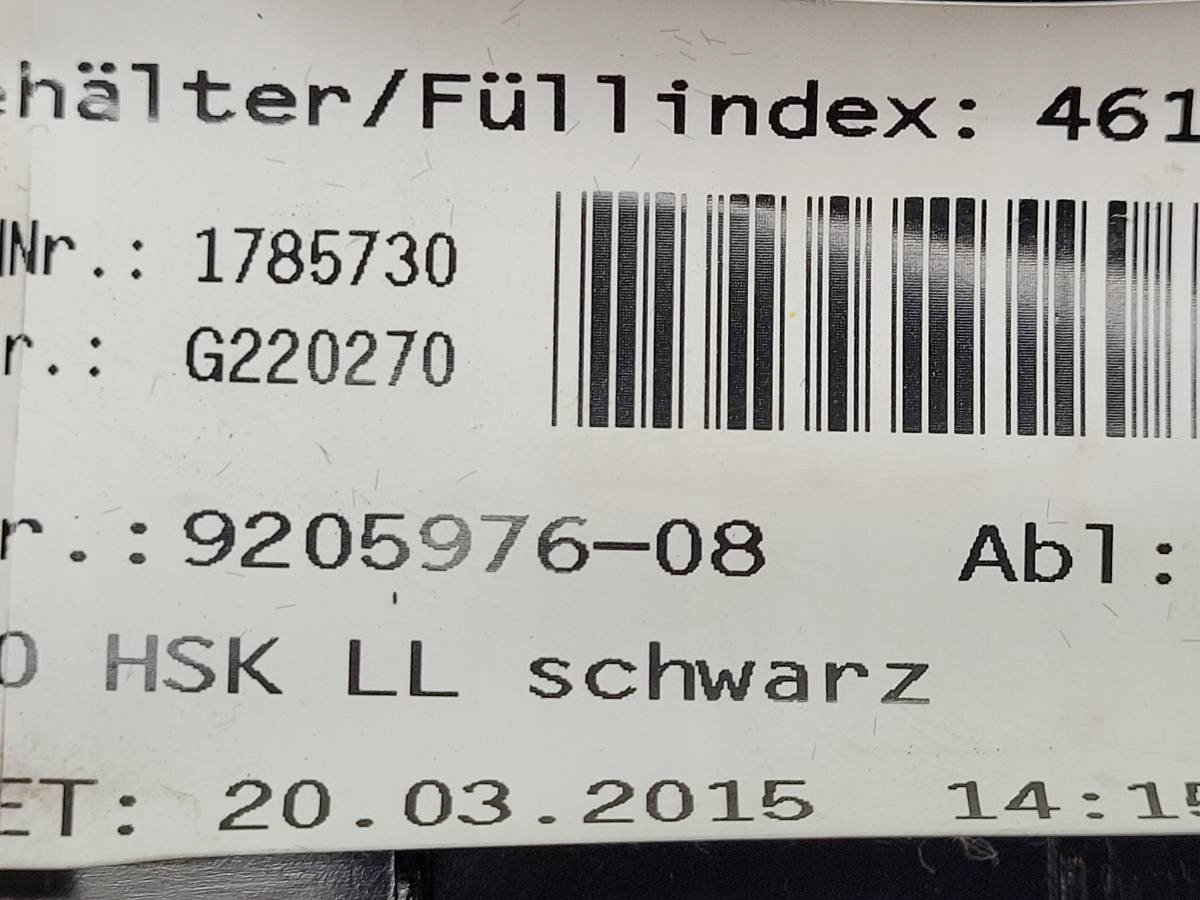 ehälter/Füllindex: 461
Nr.: 1785730
r.: G220270
r.:9205976-08 Abl:
0 HSK LL schwarz
ET: 20.03.2015 14:15